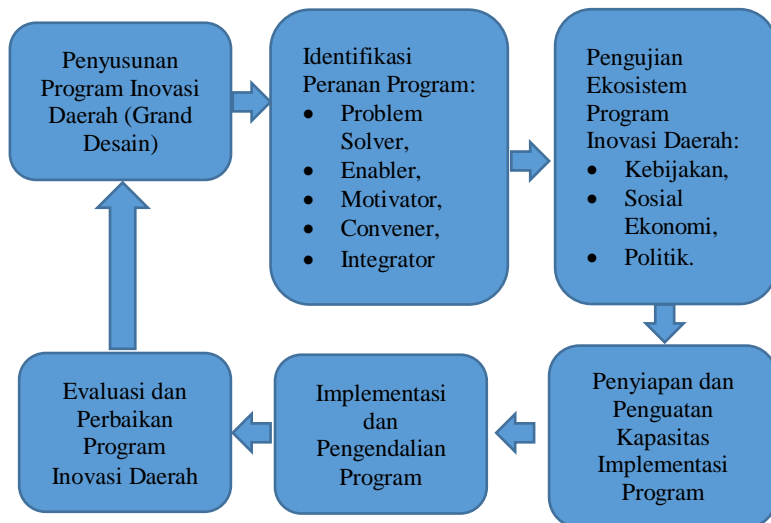 Penyusunan
Program Inovasi
Daerah (Grand
Desain)
Identifikasi
Peranan Program:
• Problem
Solver,
• Enabler,
• Motivator,
• Convener,
• Integrator
Pengujian
Ekosistem
Program
Inovasi Daerah:
• Kebijakan,
• Sosial
Ekonomi,
• Politik.
Penyiapan dan
Penguatan
Kapasitas
Implementasi
Program
Implementasi
dan
Pengendalian
Program
Evaluasi dan
Perbaikan
Program
Inovasi Daerah